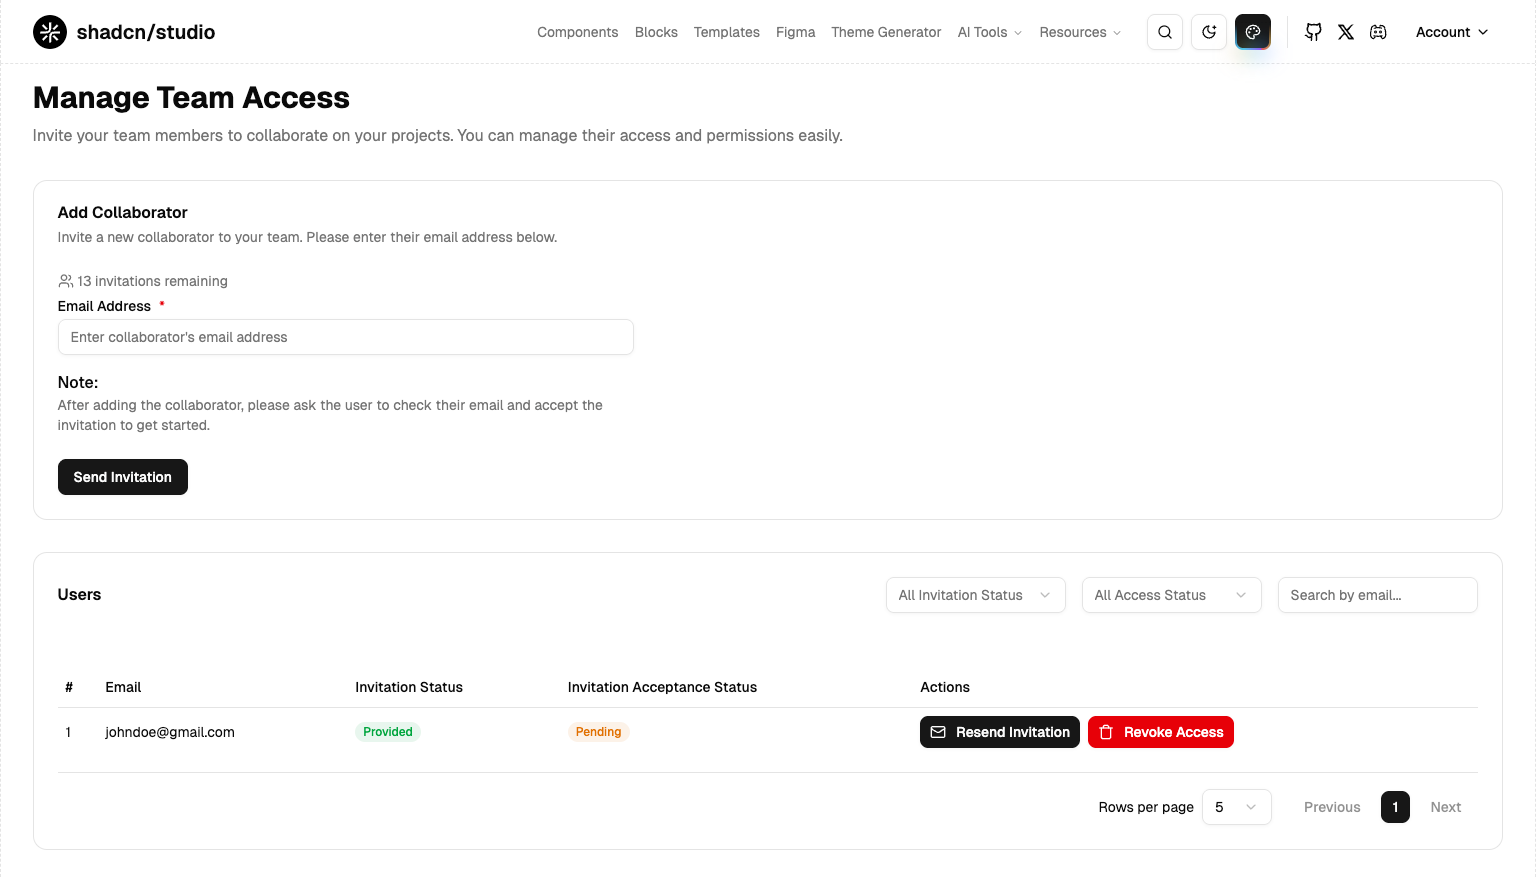 shadcn/studio
Components Blocks Templates Figma Theme Generator AI Tools Resources Account
Manage Team Access
Invite your team members to collaborate on your projects. You can manage their access and permissions easily.
Add Collaborator
Invite a new collaborator to your team. Please enter their email address below.
13 invitations remaining
Email Address *
Enter collaborator's email address
Note:
After adding the collaborator, please ask the user to check their email and accept the
invitation to get started.
Send Invitation
Users All Invitation Status All Access Status Search by email...
# Email Invitation Status Invitation Acceptance Status Actions
1 johndoe@gmail.com Provided Pending Resend Invitation Revoke Access
Rows per page 5 Previous 1 Next